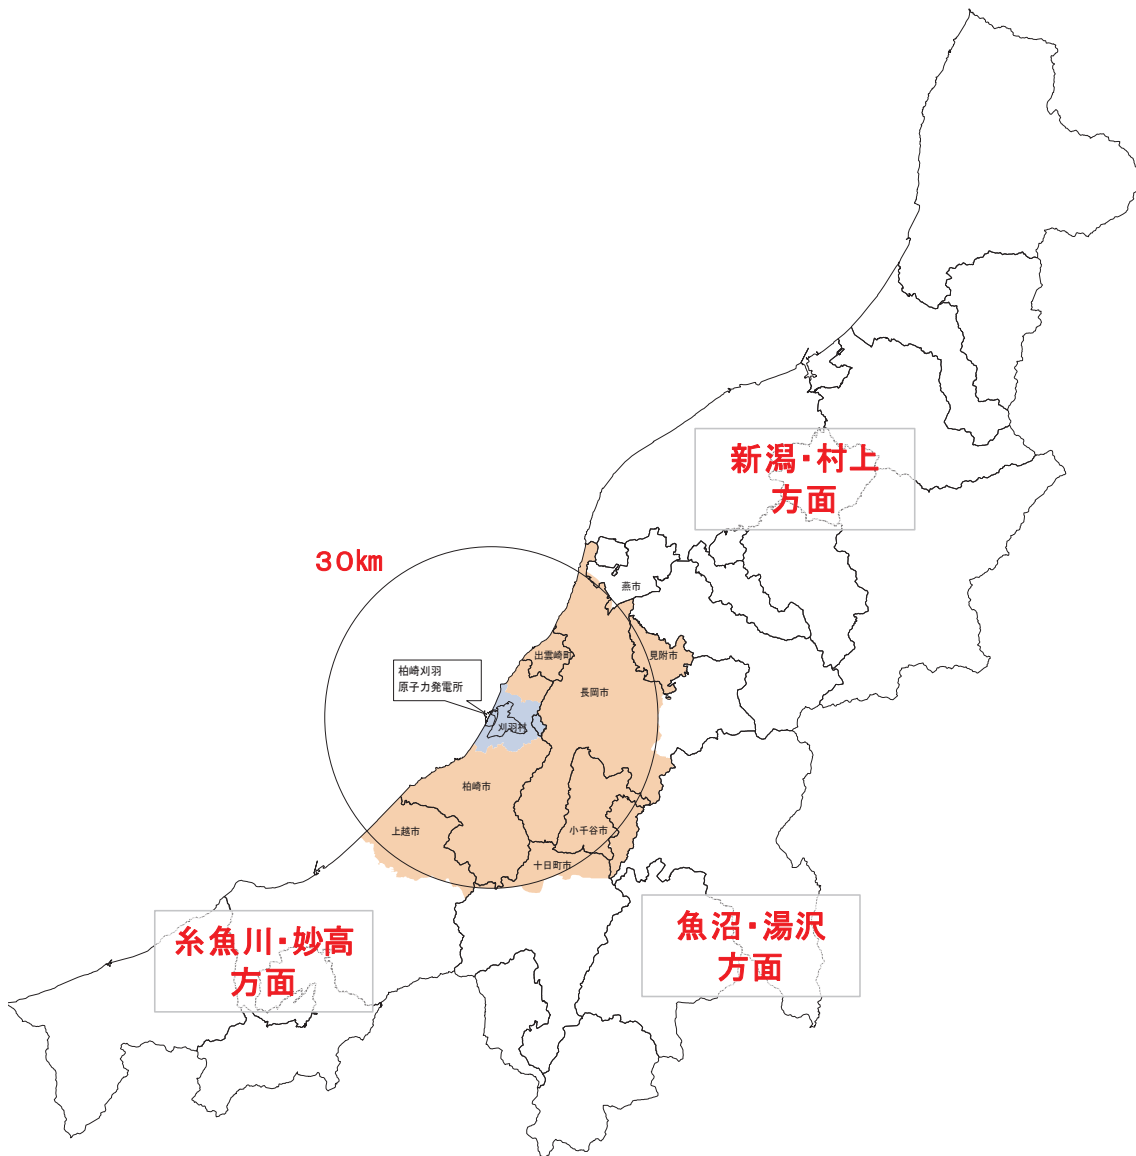 新潟・村上
方面
30km
燕市
出雲崎町
見附市
柏崎刈羽
原子力発電所
長岡市
刈羽村
柏崎市
上越市
小千谷市
十日町市
糸魚川・妙高
方面
魚沼・湯沢
方面